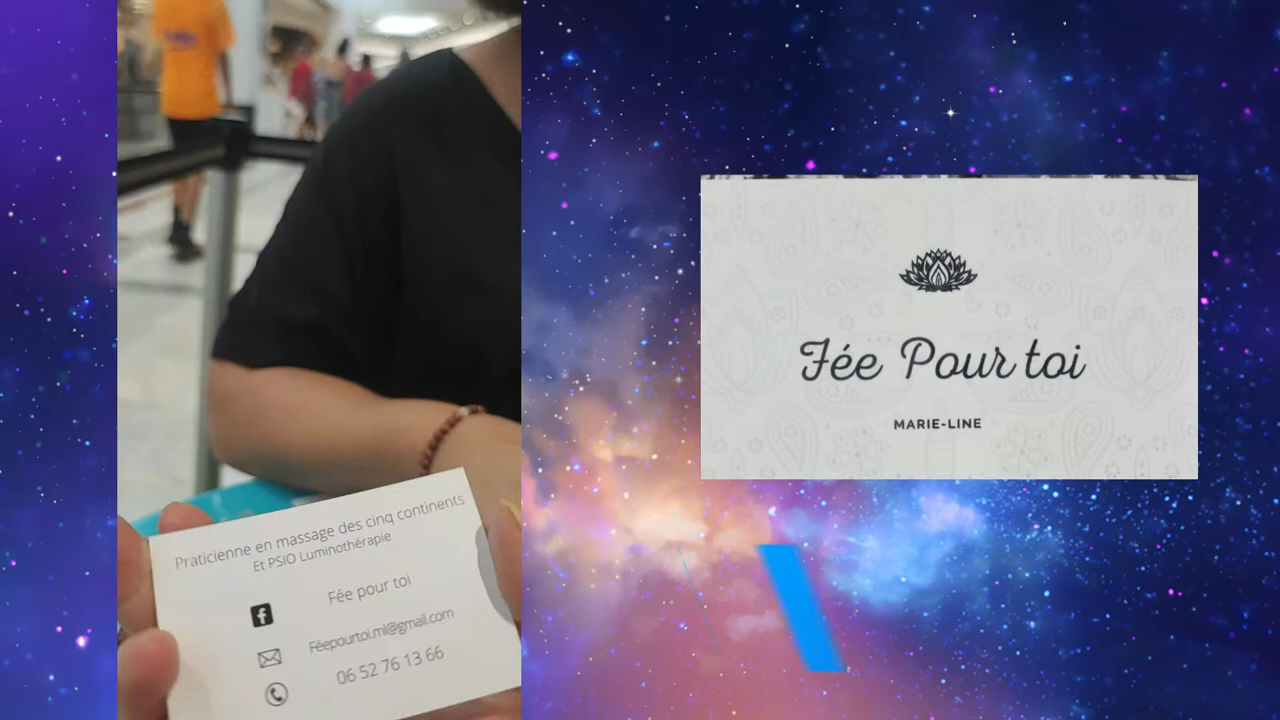 Praticienne en massage des cinq continents
Et PSIO Luminothérapie
Fée pour toi
Féepourtoi.ml@gmail.com
06 52 76 13 66
Fée Pour toi
MARIE-LINE